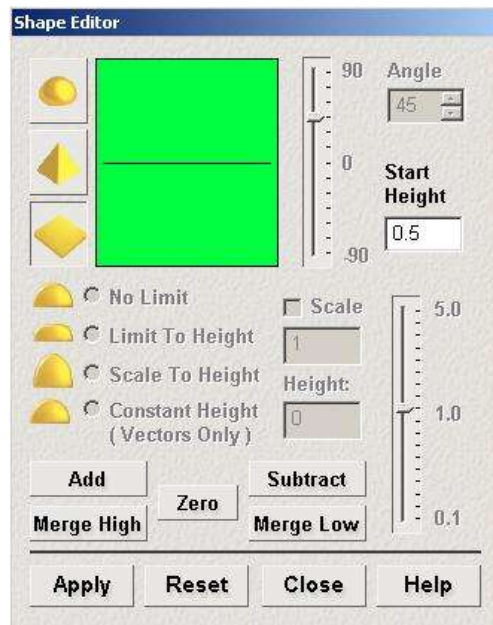 Shape Editor
90
0
-90
Angle
45
Start
Height
0.5
No Limit
Limit To Height
Scale To Height
Constant Height
( Vectors Only )
Scale
1
Height:
0
5.0
1.0
0.1
Add
Zero
Subtract
Merge High
Merge Low
Apply
Reset
Close
Help